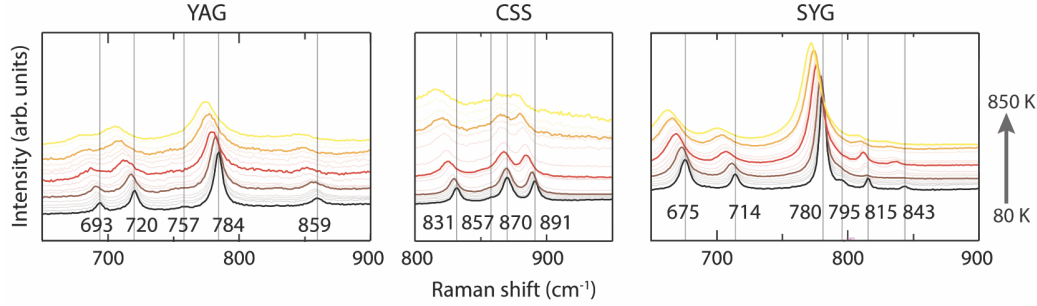 YAG
CSS
SYG
Intensity (arb. units)
693 720 757 784 859
831 857 870 891
675 714 780 795 815 843
850 K
80 K
700 800 900
800 900
700 800 900
Raman shift (cm⁻¹)